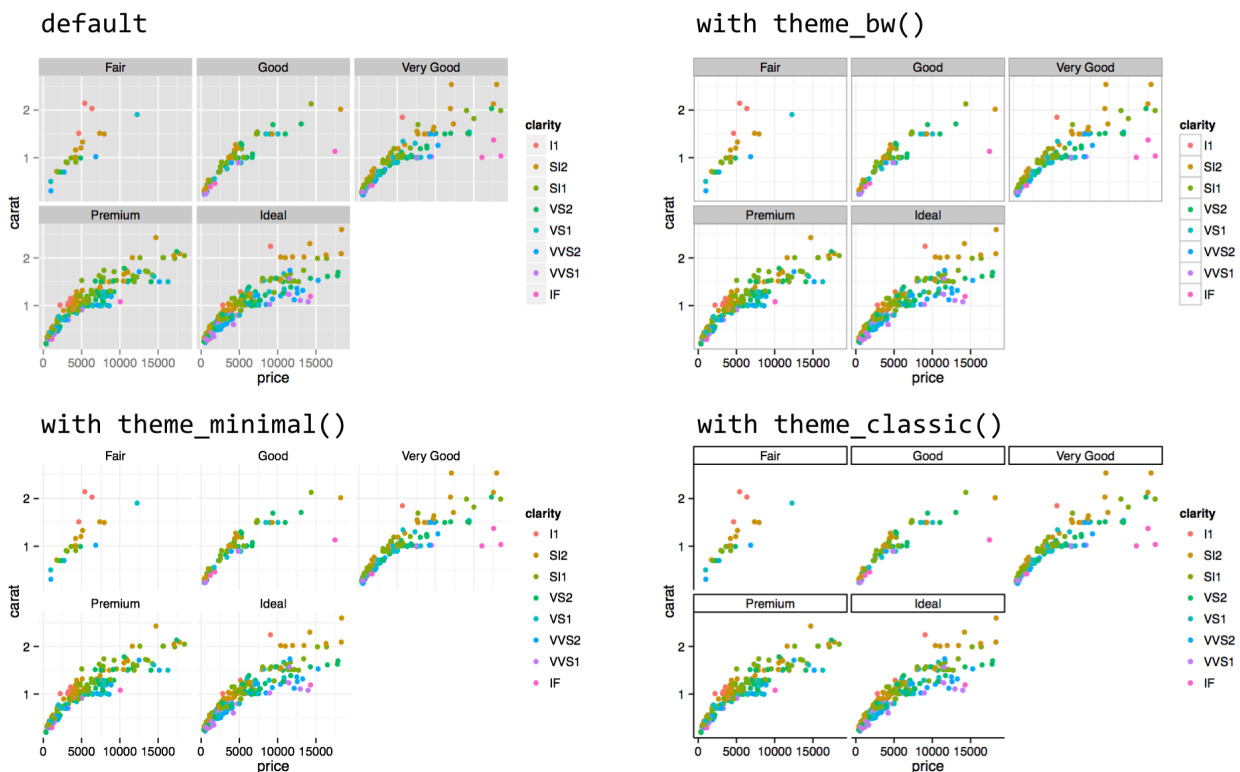 default
Fair Good Very Good
2
1
Premium Ideal
2
1
0 5000 10000 15000 0 5000 10000 15000
price
carat
clarity
I1
SI2
SI1
VS2
VS1
VVS2
VVS1
IF
with theme_bw()
Fair Good Very Good
2
1
Premium Ideal
2
1
0 5000 10000 15000 0 5000 10000 15000
price
carat
clarity
I1
SI2
SI1
VS2
VS1
VVS2
VVS1
IF
with theme_minimal()
Fair Good Very Good
2
1
Premium Ideal
2
1
0 5000 10000 15000 0 5000 10000 15000
price
carat
clarity
I1
SI2
SI1
VS2
VS1
VVS2
VVS1
IF
with theme_classic()
Fair Good Very Good
2
1
Premium Ideal
2
1
0 5000 10000 15000 0 5000 10000 15000
price
carat
clarity
I1
SI2
SI1
VS2
VS1
VVS2
VVS1
IF